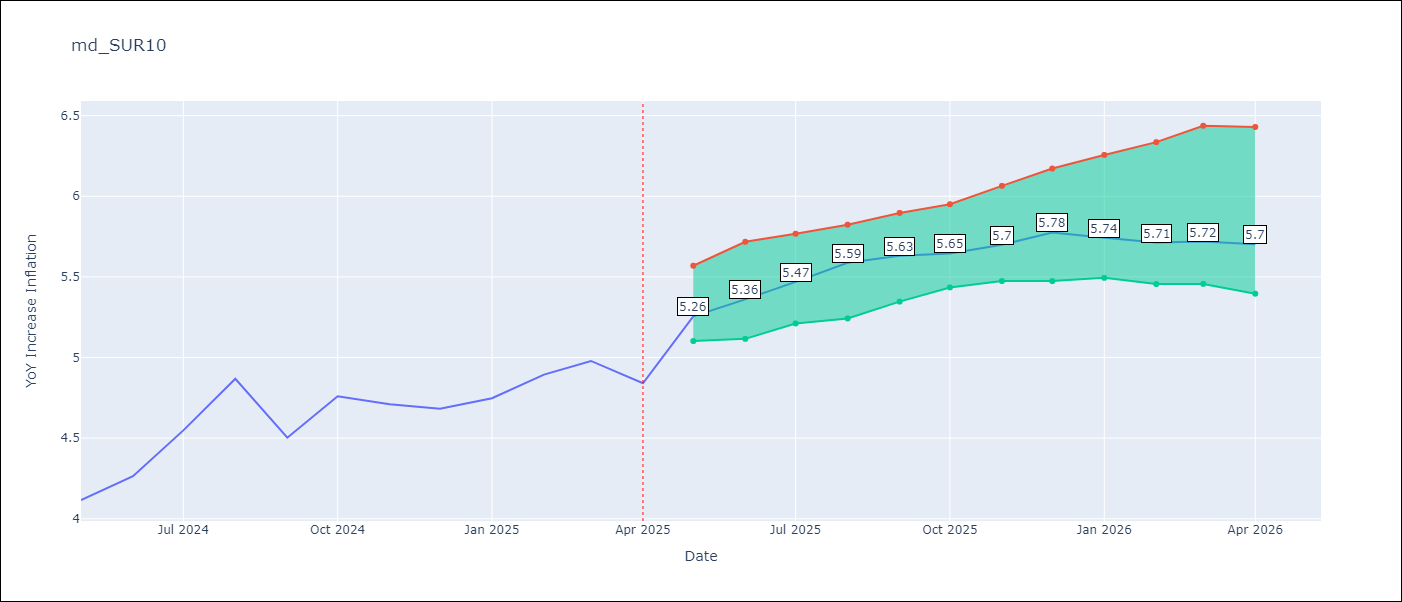 md_SUR10
6.5
6
5.5
5
4.5
4
YoY Increase Inflation
5.26
5.36
5.47
5.59
5.63
5.65
5.7
5.78
5.74
5.71
5.72
5.7
Jul 2024
Oct 2024
Jan 2025
Apr 2025
Jul 2025
Oct 2025
Jan 2026
Apr 2026
Date